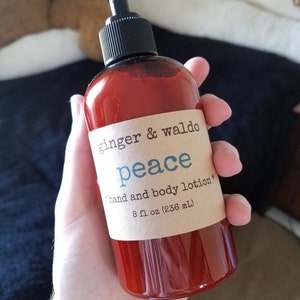 ginger & waldo
peace
*hand and body lotion*
8 fl oz (236 mL)